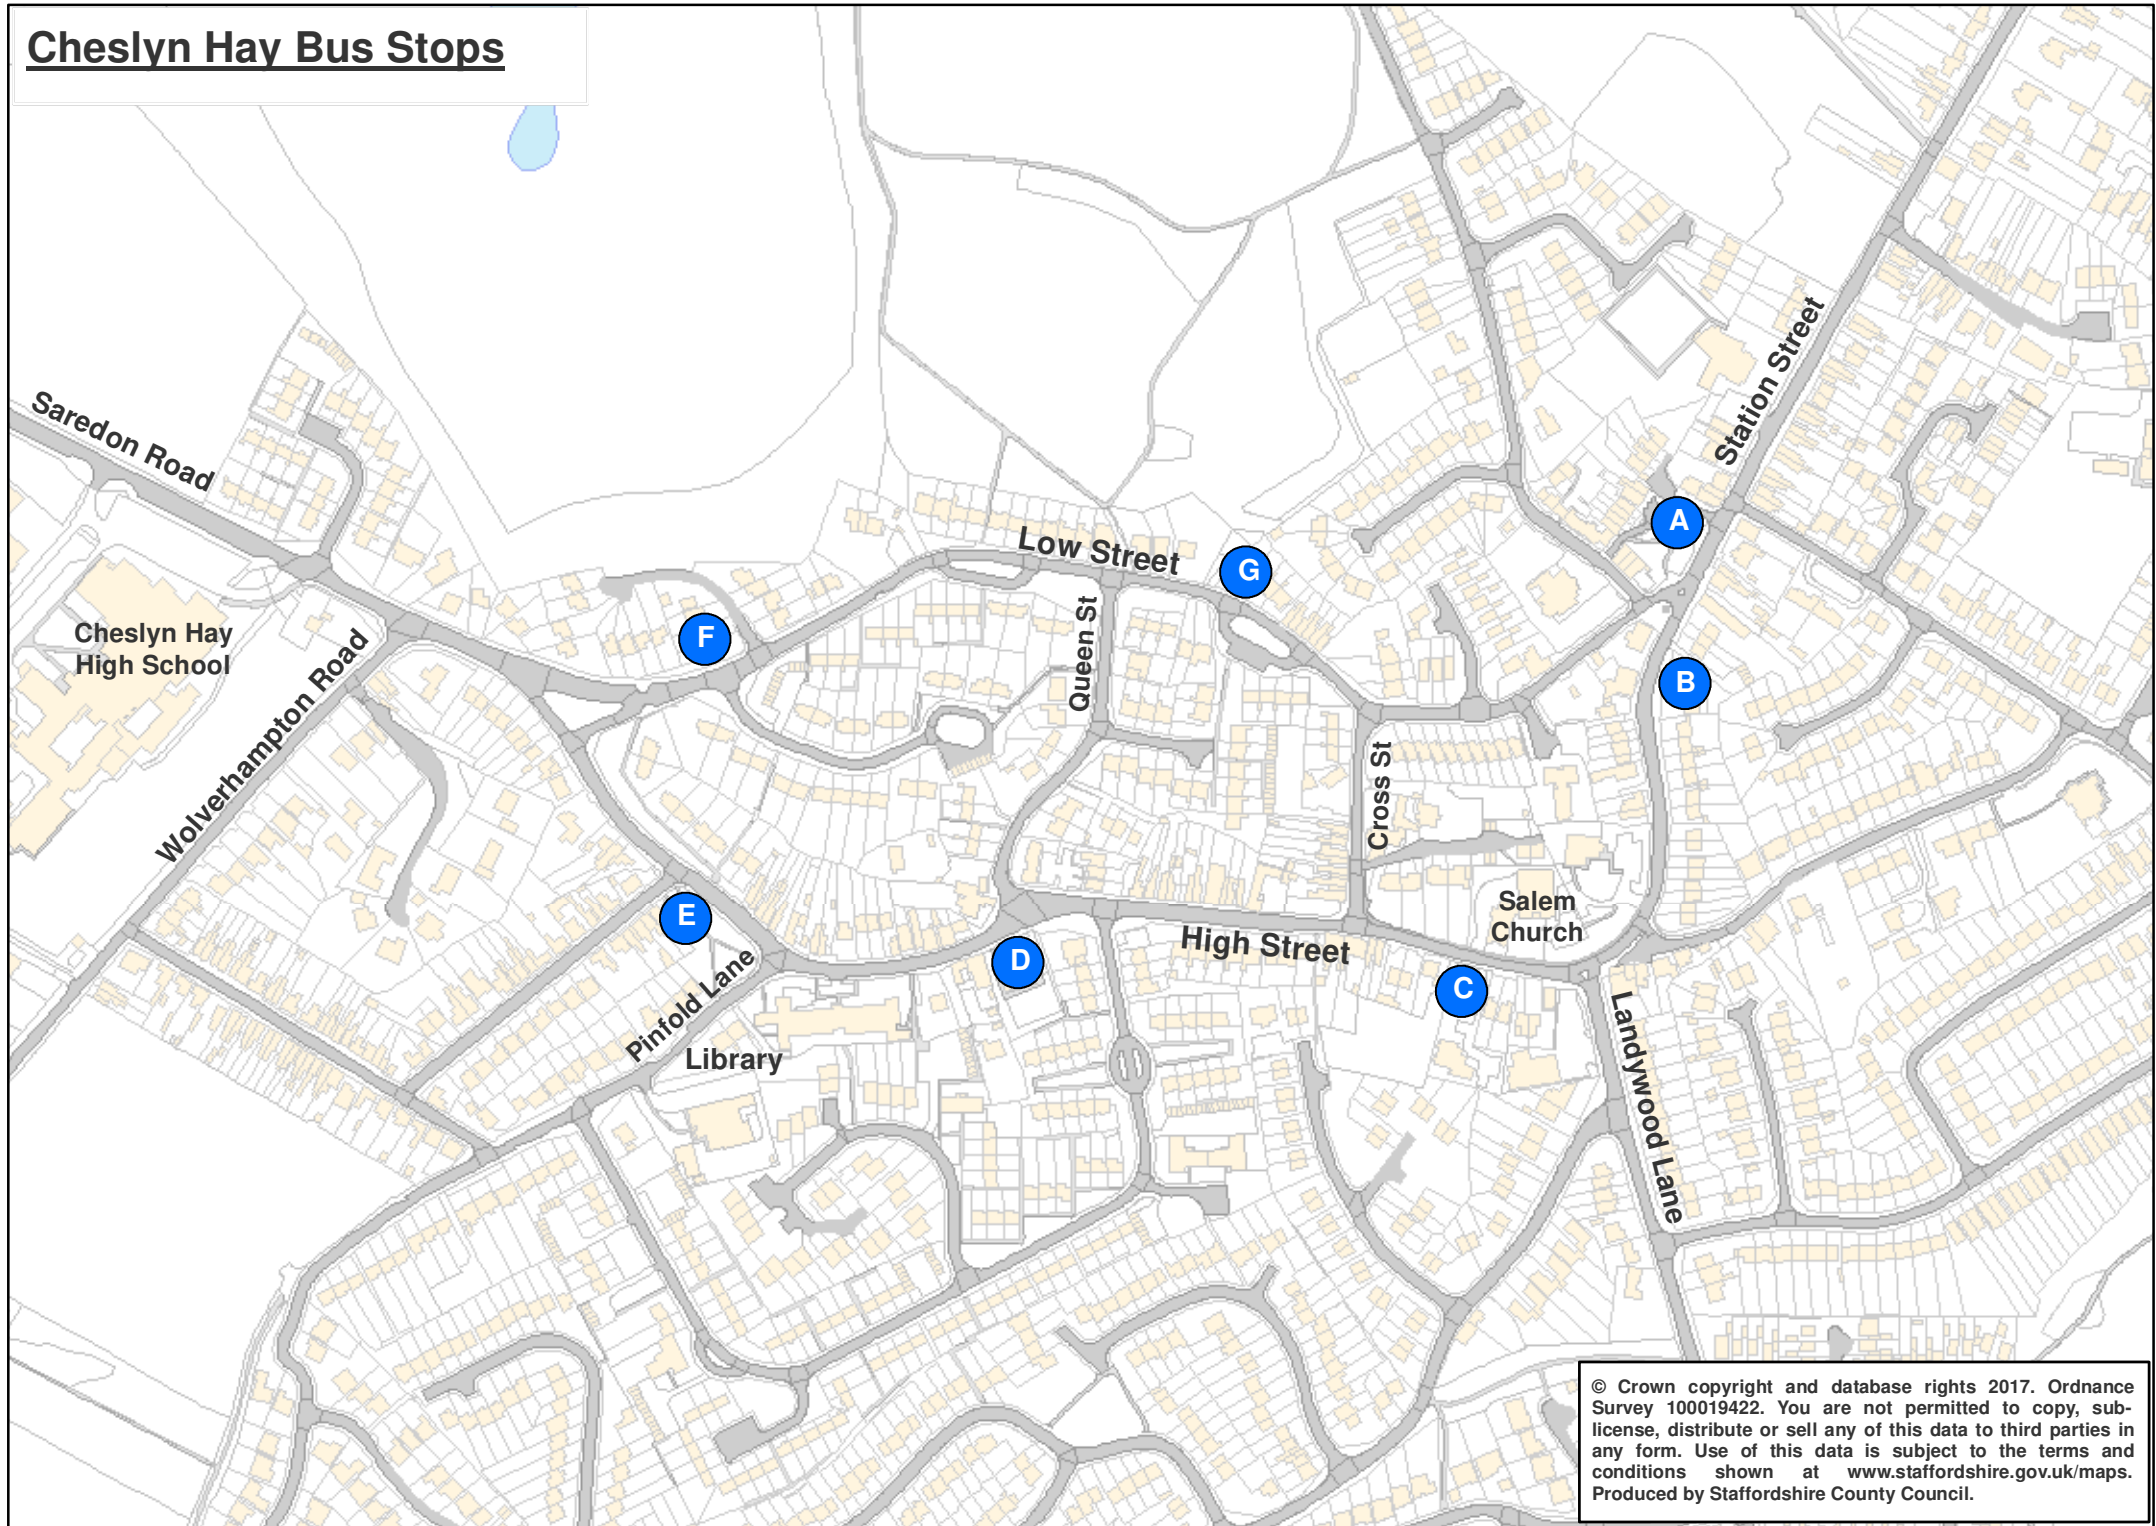 Cheslyn Hay Bus Stops
Saredon Road
Station Street
A
Low Street
G
Queen St
F
B
Cheslyn Hay
High School
Wolverhampton Road
Cross St
E
Salem
Church
D
High Street
C
Pinfold Lane
Library
Landywood Lane
© Crown copyright and database rights 2017. Ordnance
Survey 100019422. You are not permitted to copy, sub-
license, distribute or sell any of this data to third parties in
any form. Use of this data is subject to the terms and
conditions shown at www.staffordshire.gov.uk/maps.
Produced by Staffordshire County Council.